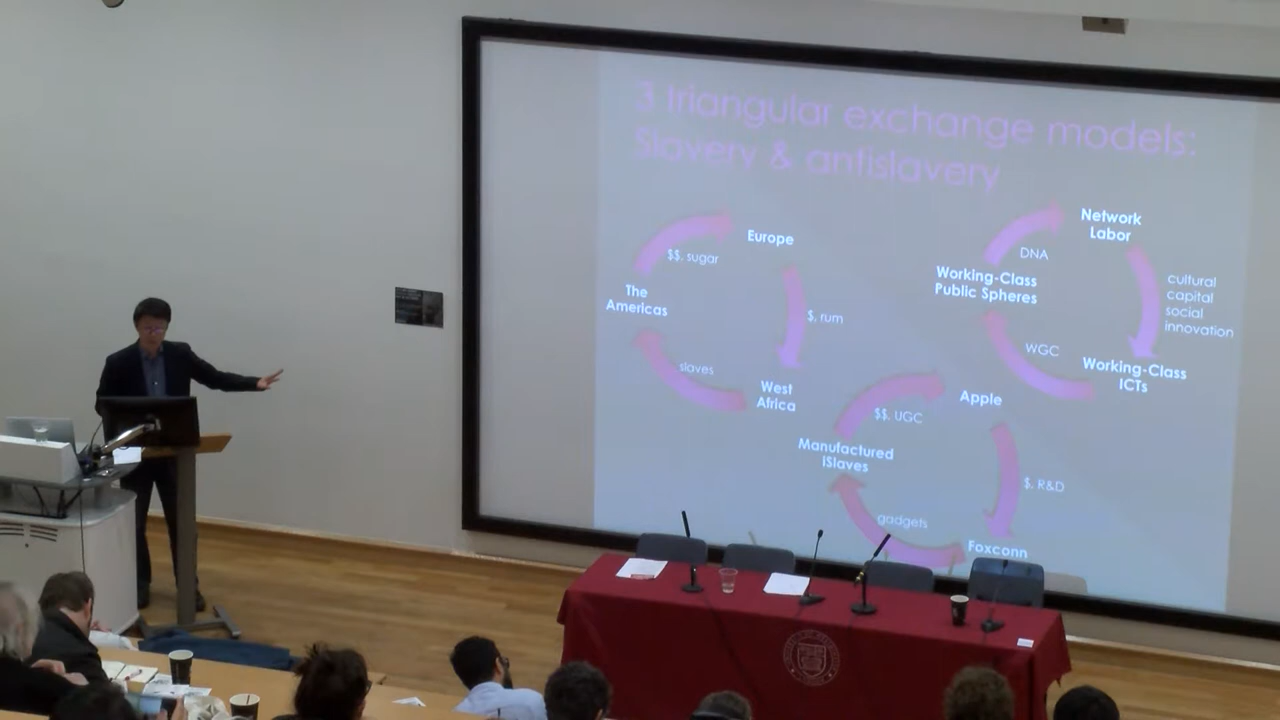 3 triangular exchange models:
Slavery & antislavery
Europe
$$. sugar
The
Americas
$, rum
slaves
West
Africa
Network
Labor
DNA
Working-Class
Public Spheres
cultural
capital
social
innovation
WGC
Working-Class
ICTs
Apple
$$. UGC
Manufactured
iSlaves
$. R&D
gadgets
Foxconn